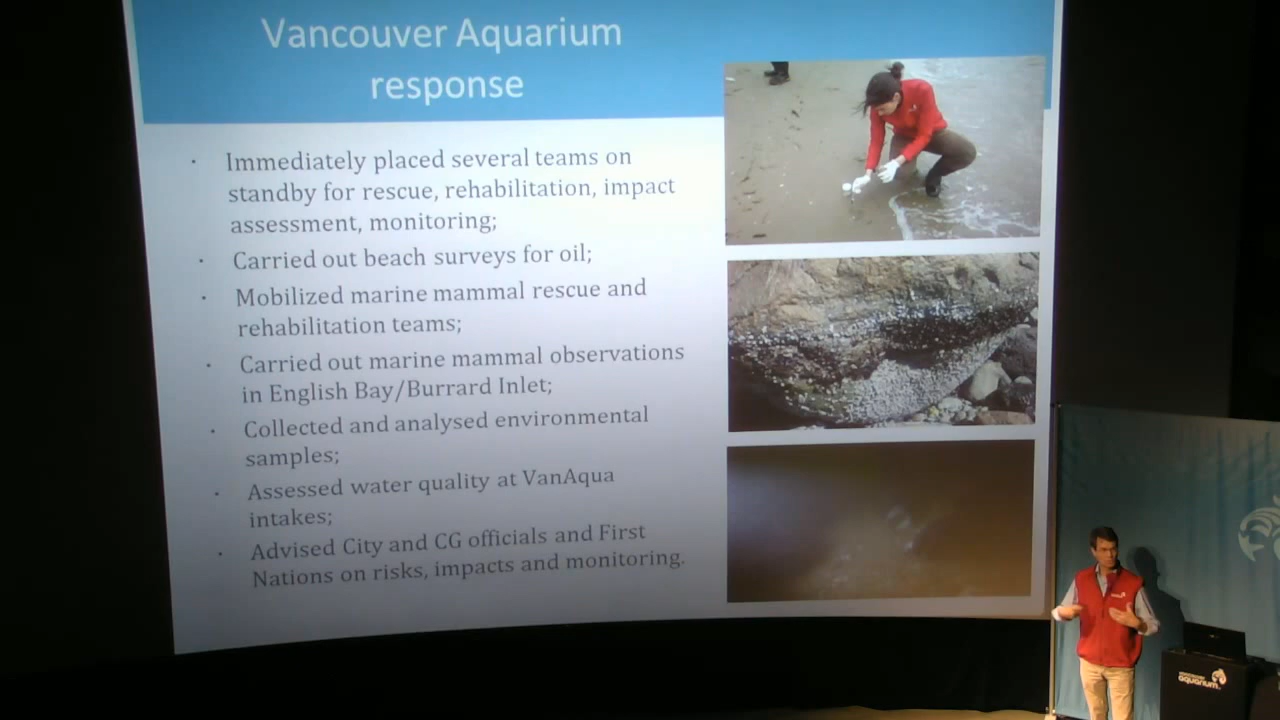 Vancouver Aquarium
response
· Immediately placed several teams on
standby for rescue, rehabilitation, impact
assessment, monitoring;
· Carried out beach surveys for oil;
· Mobilized marine mammal rescue and
rehabilitation teams;
· Carried out marine mammal observations
in English Bay/Burrard Inlet;
· Collected and analysed environmental
samples;
· Assessed water quality at VanAqua
intakes;
· Advised City and CG officials and First
Nations on risks, impacts and monitoring.
VANCOUVER
aquarium